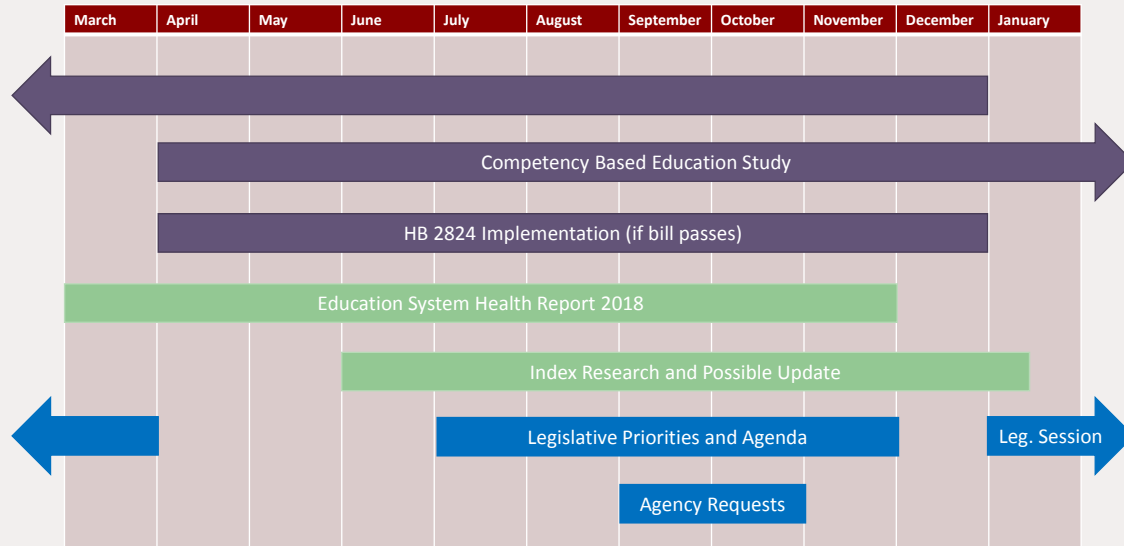 March April May June July August September October November December January
Competency Based Education Study
HB 2824 Implementation (if bill passes)
Education System Health Report 2018
Index Research and Possible Update
Legislative Priorities and Agenda Leg. Session
Agency Requests